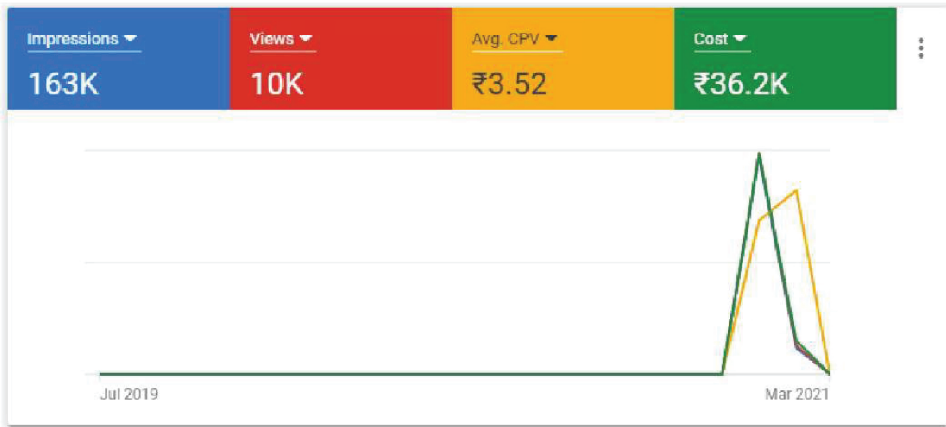 Impressions
163K
Views
10K
Avg. CPV
₹3.52
Cost
₹36.2K
Jul 2019
Mar 2021